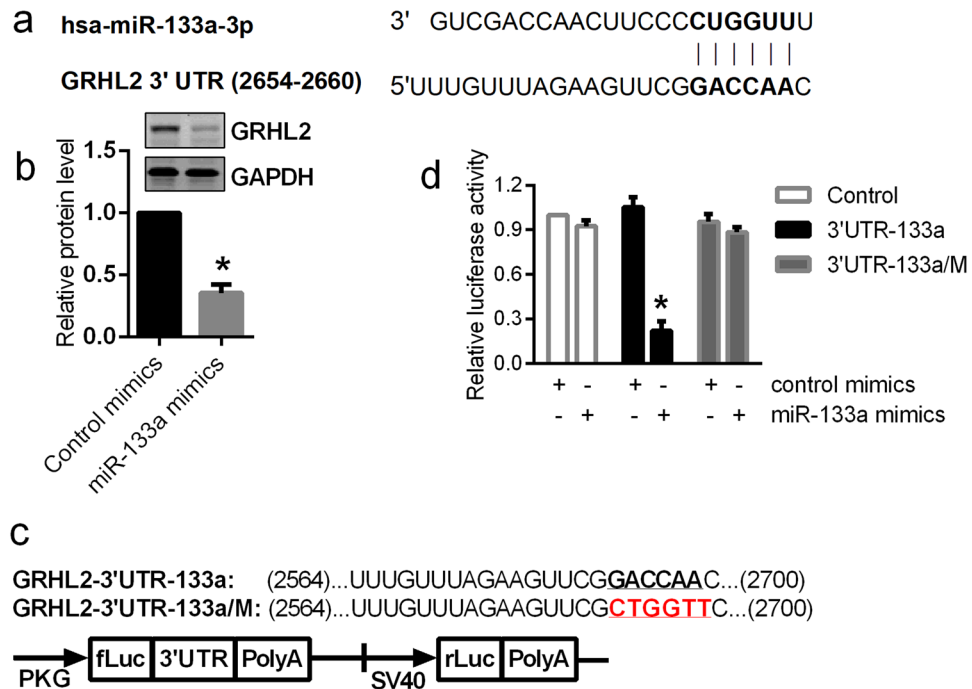 a
hsa-miR-133a-3p
3' GUCGACCAACUUCCCCUGGUUU
GRHL2 3' UTR (2654-2660)
5'UUUGUUUAGAAGUUCGGACCAAC
b
GRHL2
GAPDH
Relative protein level
1.5
1.0
0.5
0.0
*
Control mimics
miR-133a mimics
d
Relative luciferase activity
1.2
0.9
0.6
0.3
0.0
*
Control
3'UTR-133a
3'UTR-133a/M
+ - + - + - control mimics
- + - + - + miR-133a mimics
c
GRHL2-3'UTR-133a: (2564)...UUUGUUUAGAAGUUCGGACCAAC...(2700)
GRHL2-3'UTR-133a/M: (2564)...UUUGUUUAGAAGUUCGCTGGTTC...(2700)
PKG fLuc 3'UTR PolyA SV40 rLuc PolyA